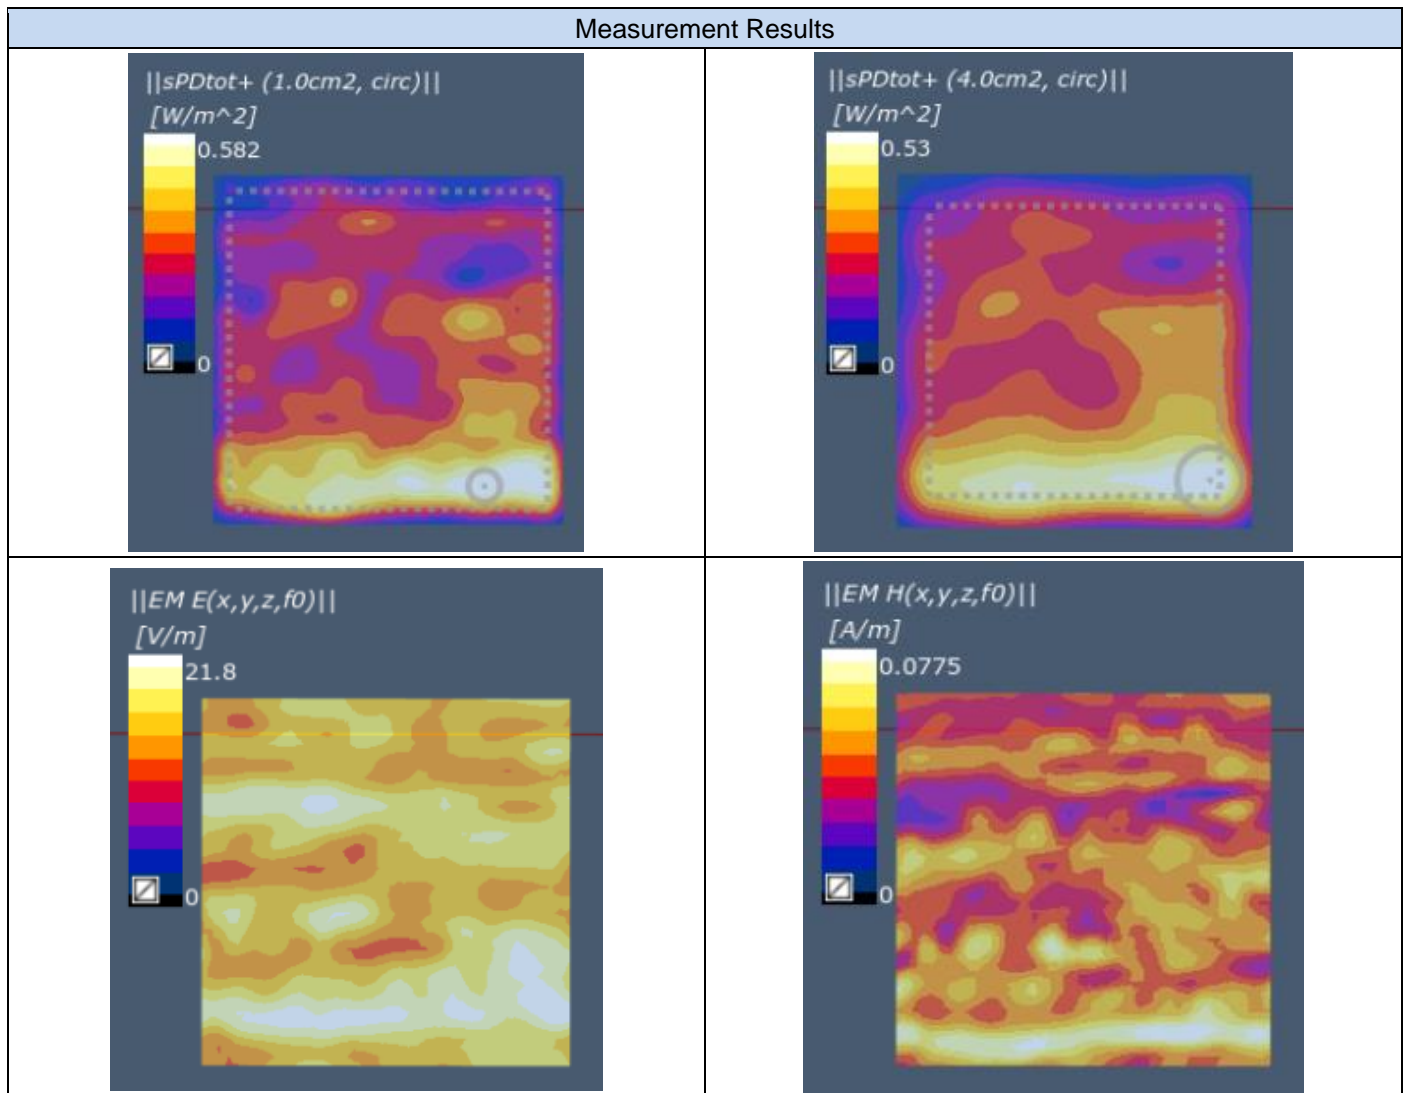 Measurement Results
||sPDtot+ (1.0cm2, circ)||
[W/m^2]
0.582
0
||sPDtot+ (4.0cm2, circ)||
[W/m^2]
0.53
0
||EM E(x,y,z,f0)||
[V/m]
21.8
0
||EM H(x,y,z,f0)||
[A/m]
0.0775
0